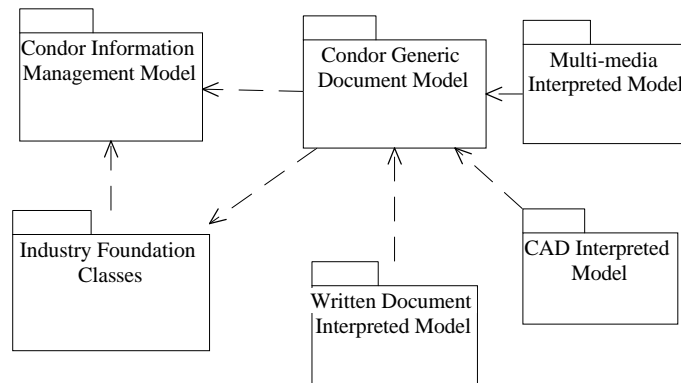 Condor Information
Management Model
Condor Generic
Document Model
Multi-media
Interpreted Model
Industry Foundation
Classes
CAD Interpreted
Model
Written Document
Interpreted Model